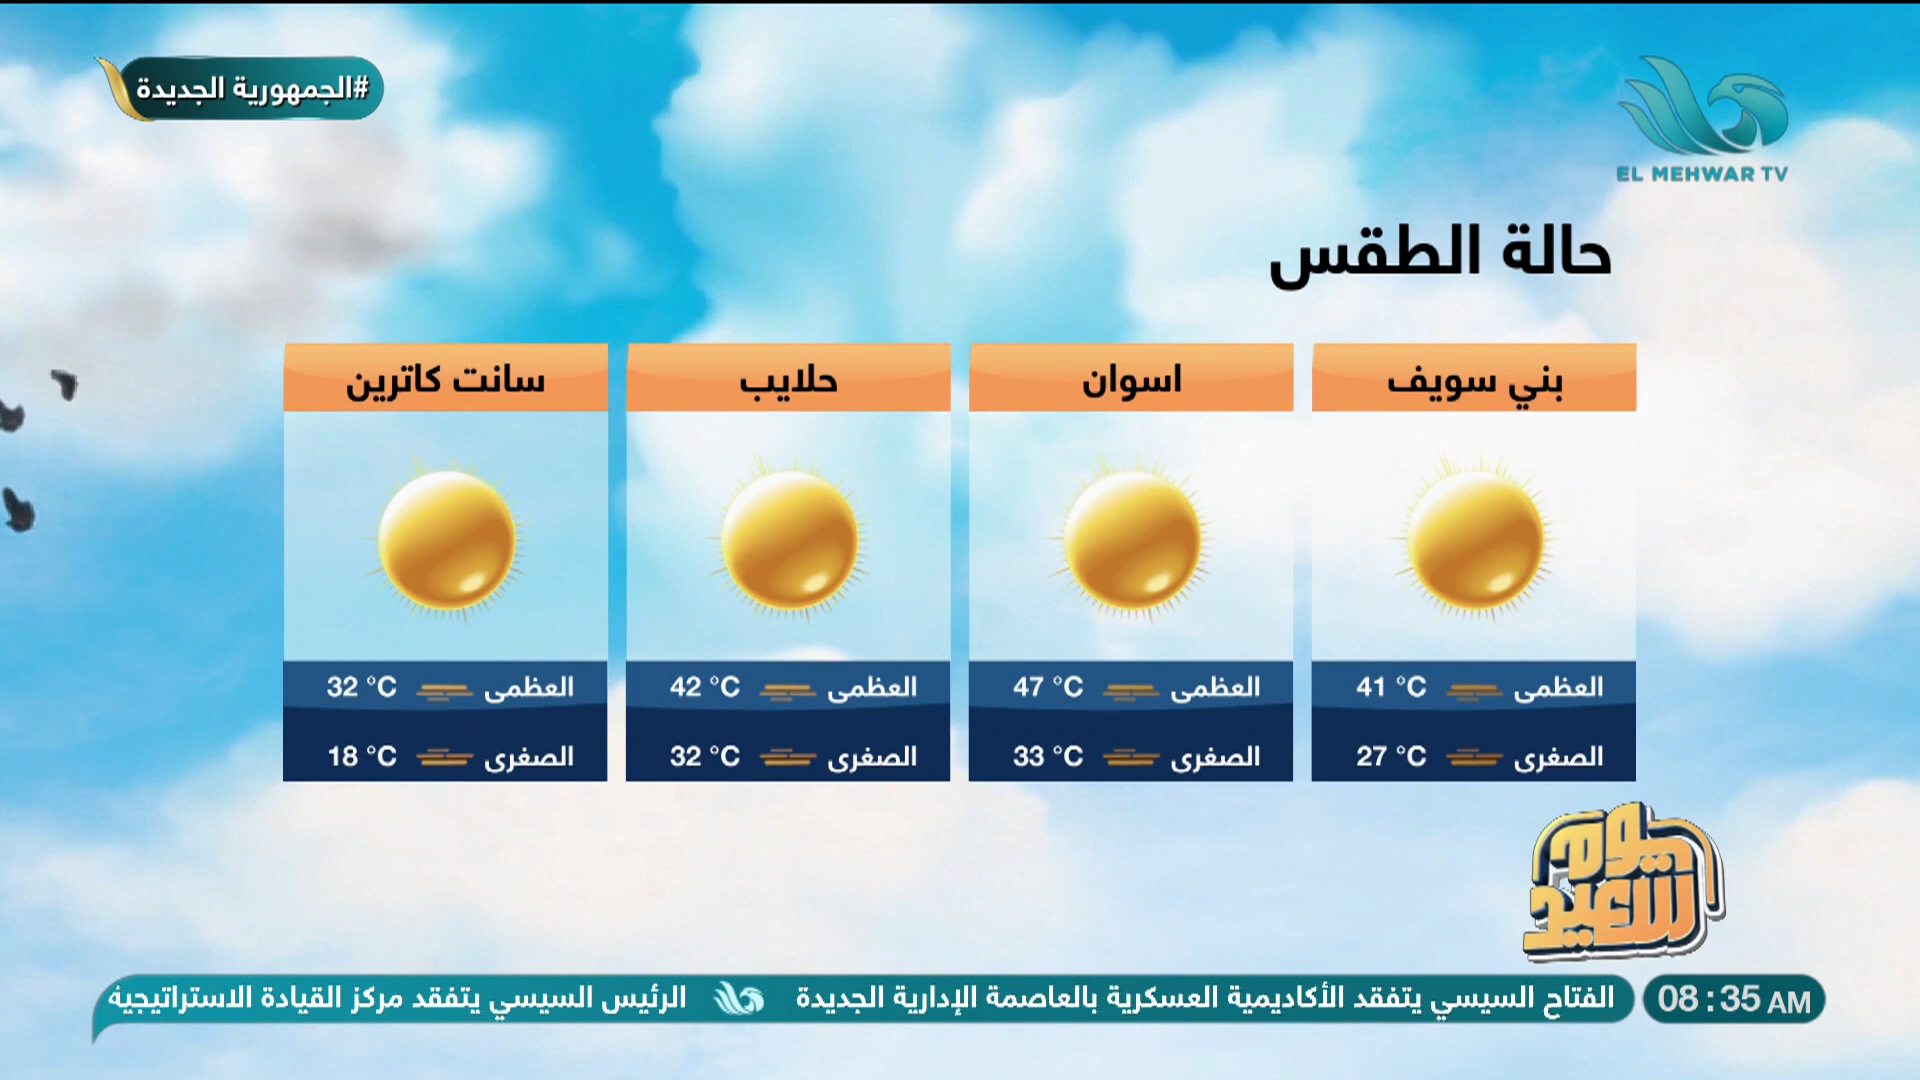 #الجمهورية الجديدة
EL MEHWAR TV
حالة الطقس
بني سويف
العظمى 41 °C
الصغرى 27 °C
اسوان
العظمى 47 °C
الصغرى 33 °C
حلايب
العظمى 42 °C
الصغرى 32 °C
سانت كاترين
العظمى 32 °C
الصغرى 18 °C
يوم سعيد
08:35 AM
الفتاح السيسي يتفقد الأكاديمية العسكرية بالعاصمة الإدارية الجديدة الرئيس السيسي يتفقد مركز القيادة الاستراتيجية